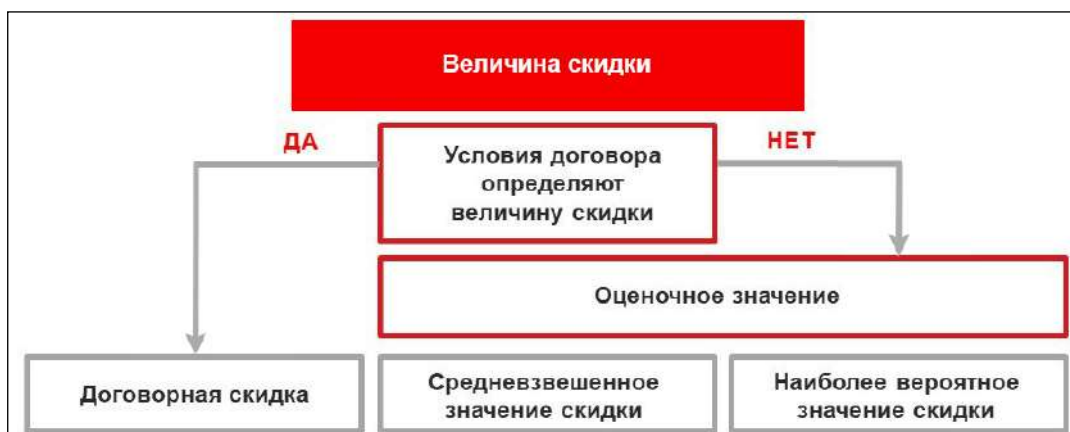 Величина скидки
ДА
НЕТ
Условия договора
определяют
величину скидки
Оценочное значение
Договорная скидка
Средневзвешенное
значение скидки
Наиболее вероятное
значение скидки